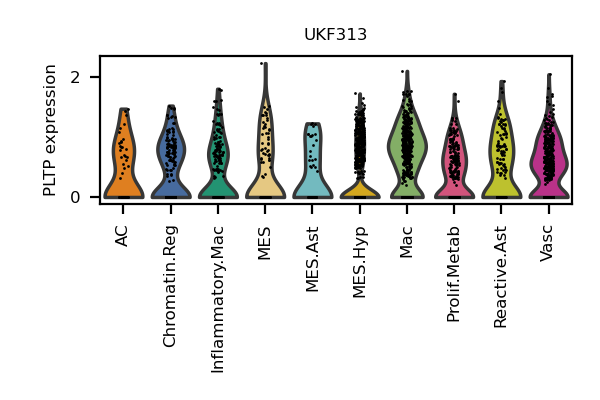 UKF313
PLTP expression
2
0
AC
Chromatin.Reg
Inflammatory.Mac
MES
MES.Ast
MES.Hyp
Mac
Prolif.Metab
Reactive.Ast
Vasc